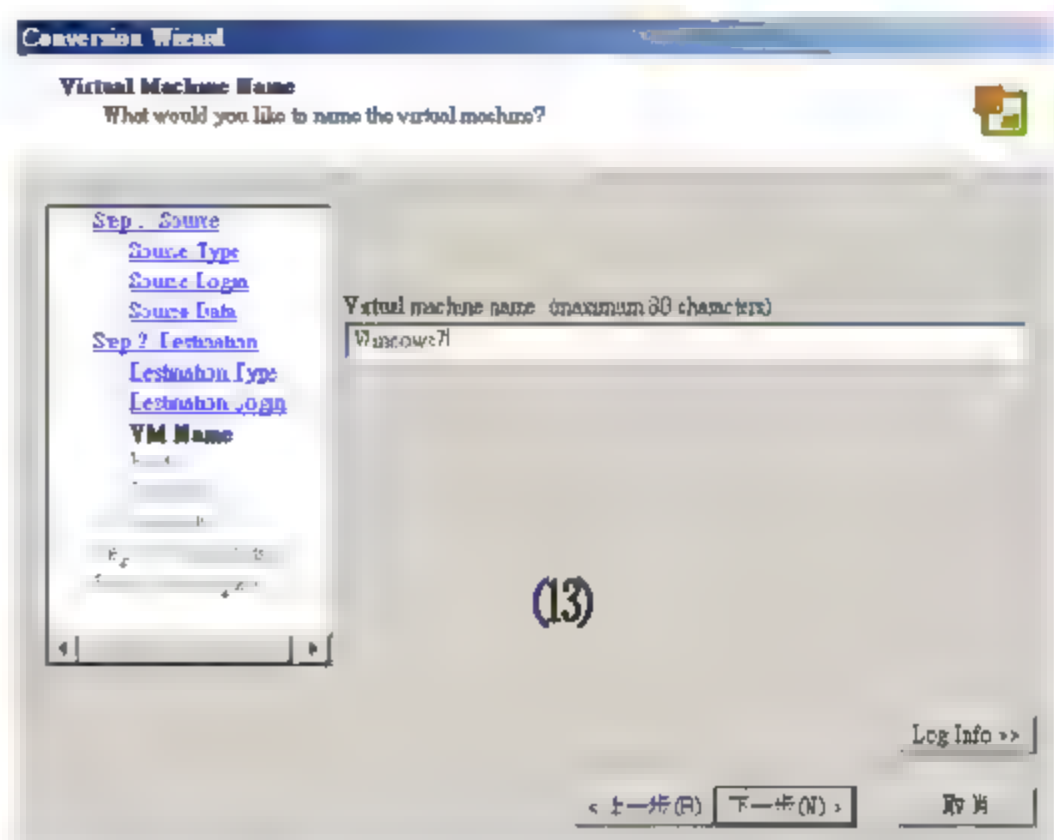 Conversion Wizard
Virtual Machine Name
What would you like to name the virtual machine?
Step . Source
Source Type
Source Login
Source Data
Step 2 Destination
Destination Type
Destination Login
VM Name
Virtual machine name (maximum 80 characters)
(13)
Log Info >>
< 上一步(B)
下一步(N) >
取消